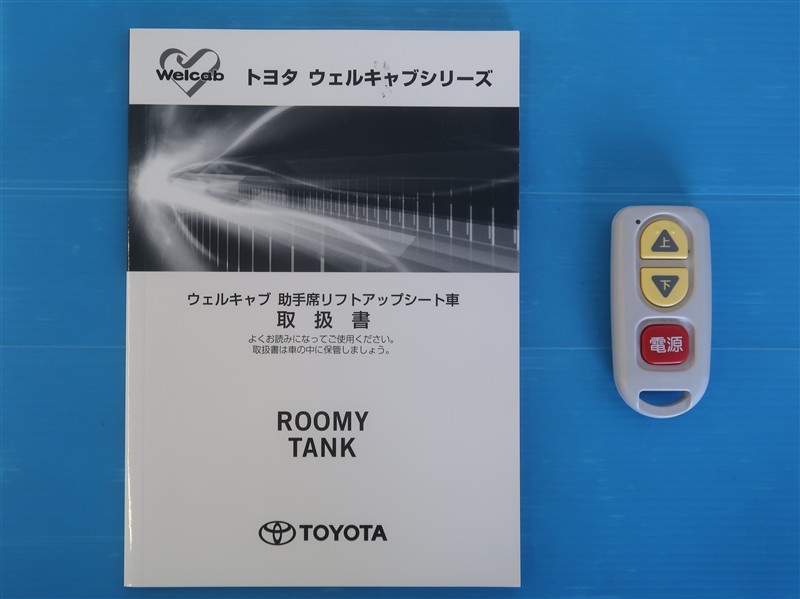 Welcab
トヨタ ウェルキャブシリーズ
ウェルキャブ 助手席リフトアップシート車
取扱書
よくお読みになってご使用ください。
取扱書は車の中に保管しましょう。
ROOMY
TANK
TOYOTA
上
下
電源